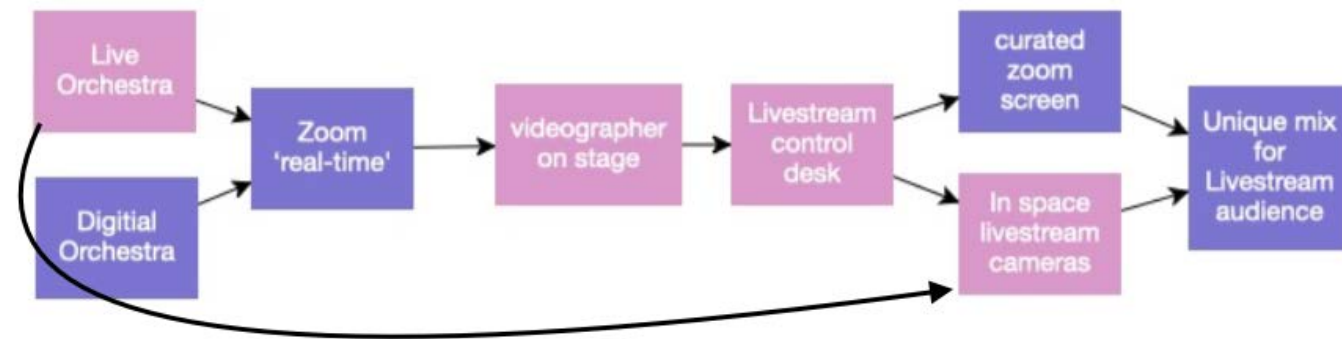 Live
Orchestra
Digitial
Orchestra
Zoom
'real-time'
videographer
on stage
Livestream
control
desk
curated
zoom
screen
In space
livestream
cameras
Unique mix
for
Livestream
audience